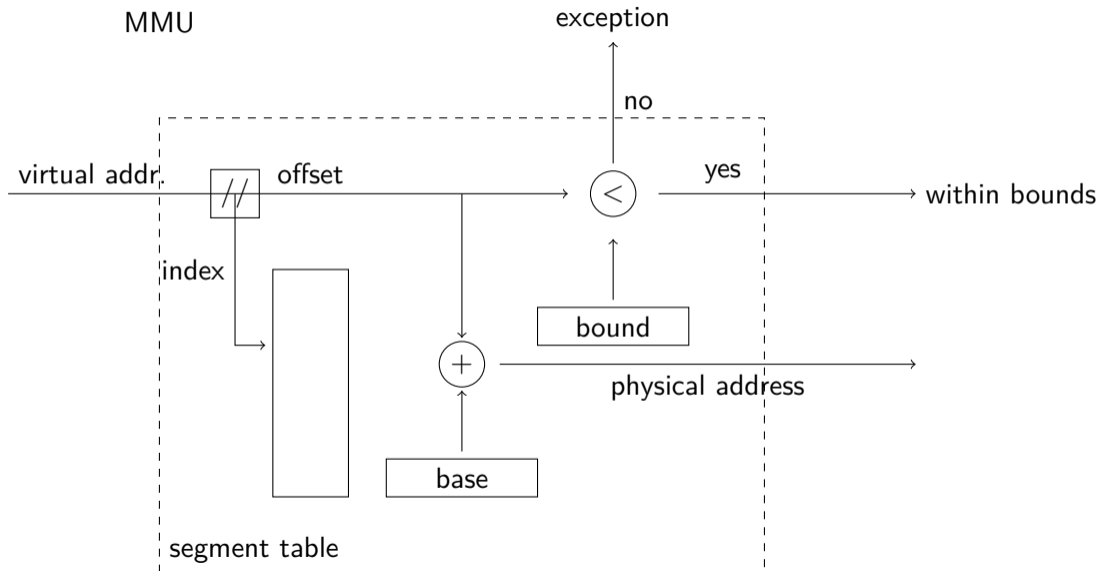 MMU
exception
no
virtual addr.
//
offset
<
yes
within bounds
index
bound
+
physical address
base
segment table